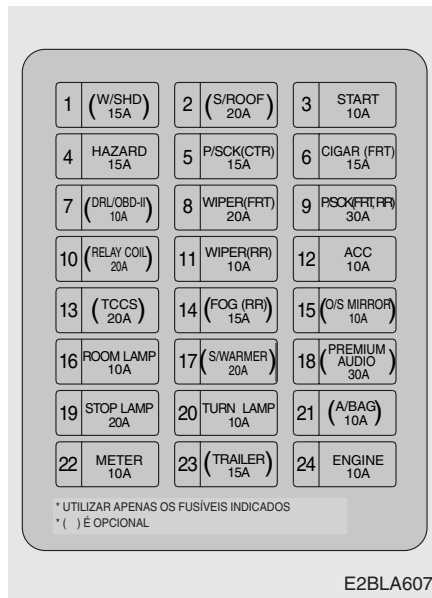 1 (W/SHD) 15A
2 (S/ROOF) 20A
3 START 10A
4 HAZARD 15A
5 P/SCK(CTR) 15A
6 CIGAR (FRT) 15A
7 (DRL/OBD-II) 10A
8 WIPER(FRT) 20A
9 P/SCK(FRT, RR) 30A
10 (RELAY COIL) 20A
11 WIPER(RR) 10A
12 ACC 10A
13 (TCCS) 20A
14 (FOG (RR) 15A)
15 (O/S MIRROR) 10A
16 ROOM LAMP 10A
17 (S/WARMER) 20A
18 (PREMIUM AUDIO) 30A
19 STOP LAMP 20A
20 TURN LAMP 10A
21 (A/BAG) 10A
22 METER 10A
23 (TRAILER) 15A
24 ENGINE 10A
* UTILIZAR APENAS OS FUSÍVEIS INDICADOS
* ( ) É OPCIONAL
E2BLA607